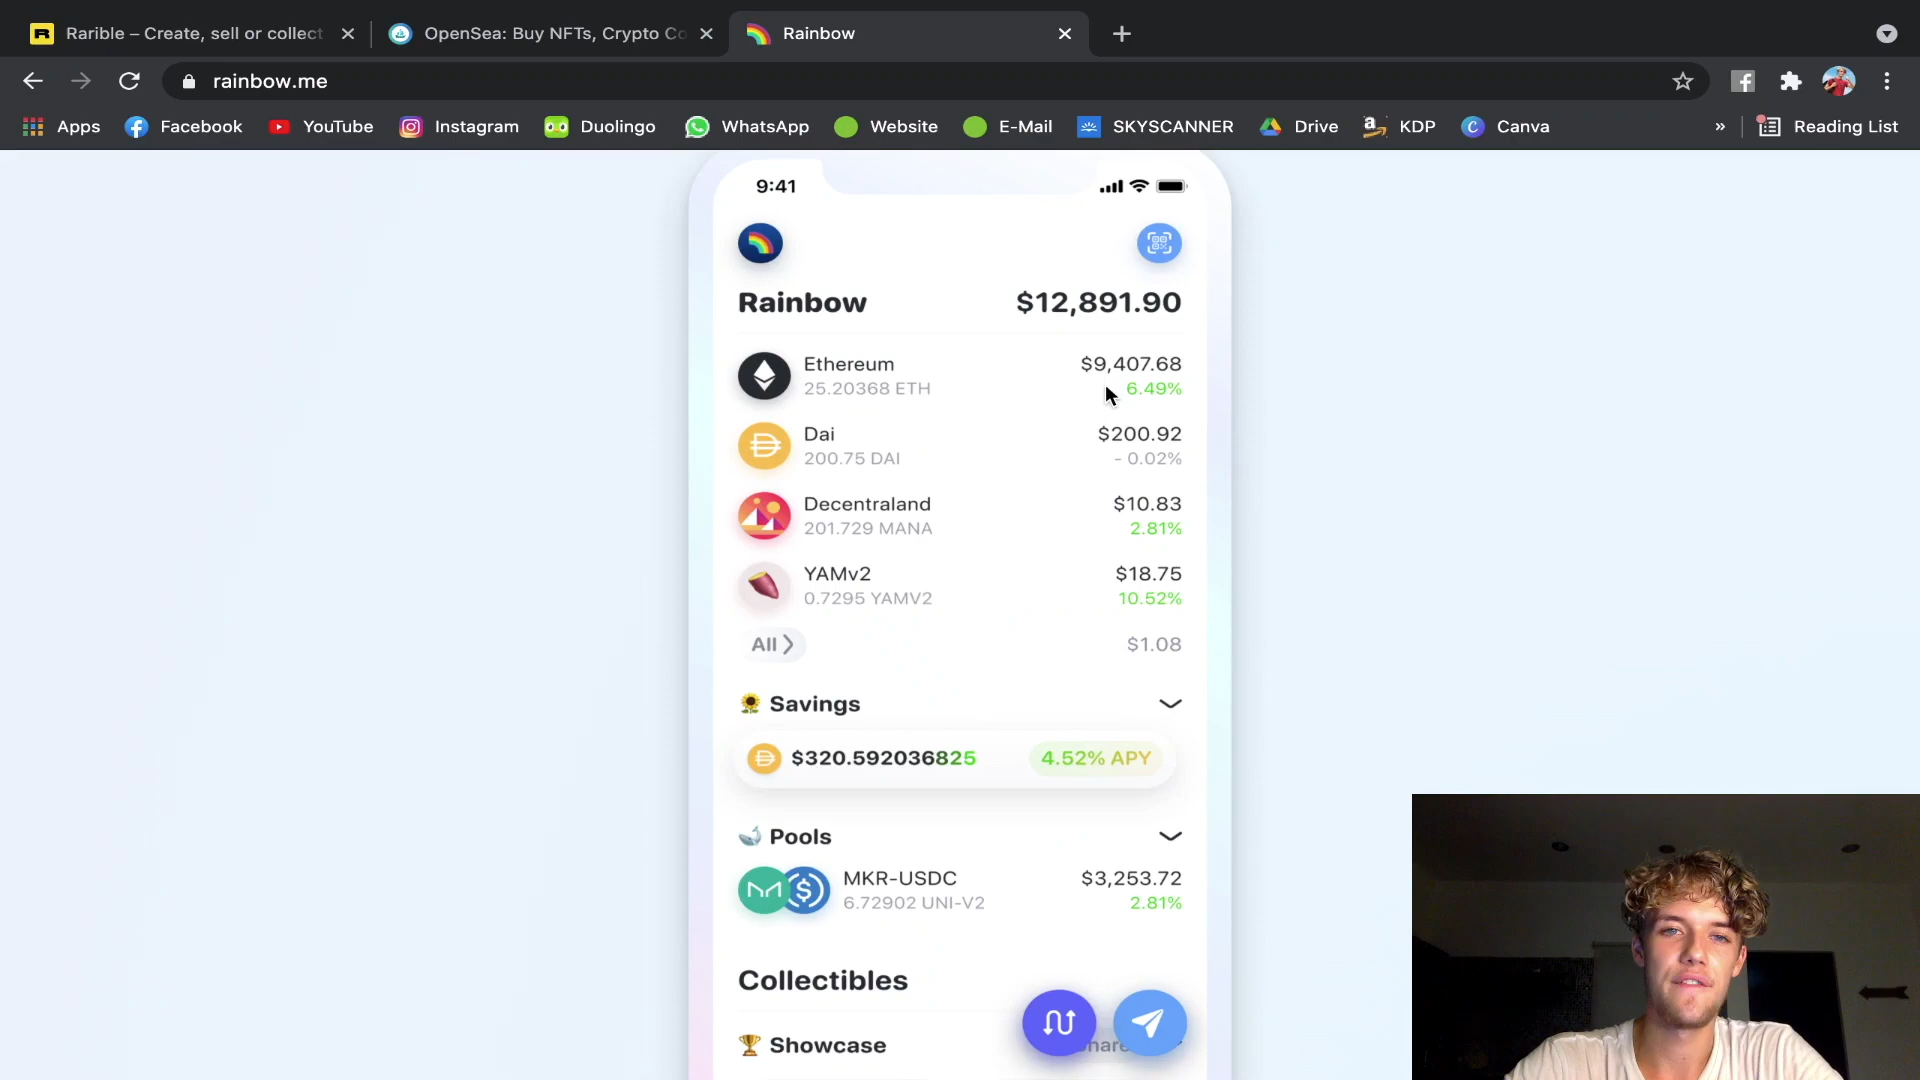 Rarible – Create, sell or collect
OpenSea: Buy NFTs, Crypto Co
Rainbow
rainbow.me
Apps
Facebook
YouTube
Instagram
Duolingo
WhatsApp
Website
E-Mail
SKYSCANNER
Drive
KDP
Canva
»
Reading List
9:41
Rainbow $12,891.90
Ethereum $9,407.68
25.20368 ETH 6.49%
Dai $200.92
200.75 DAI - 0.02%
Decentraland $10.83
201.729 MANA 2.81%
YAMv2 $18.75
0.7295 YAMV2 10.52%
All $1.08
Savings
$320.592036825 4.52% APY
Pools
MKR-USDC $3,253.72
6.72902 UNI-V2 2.81%
Collectibles
Showcase